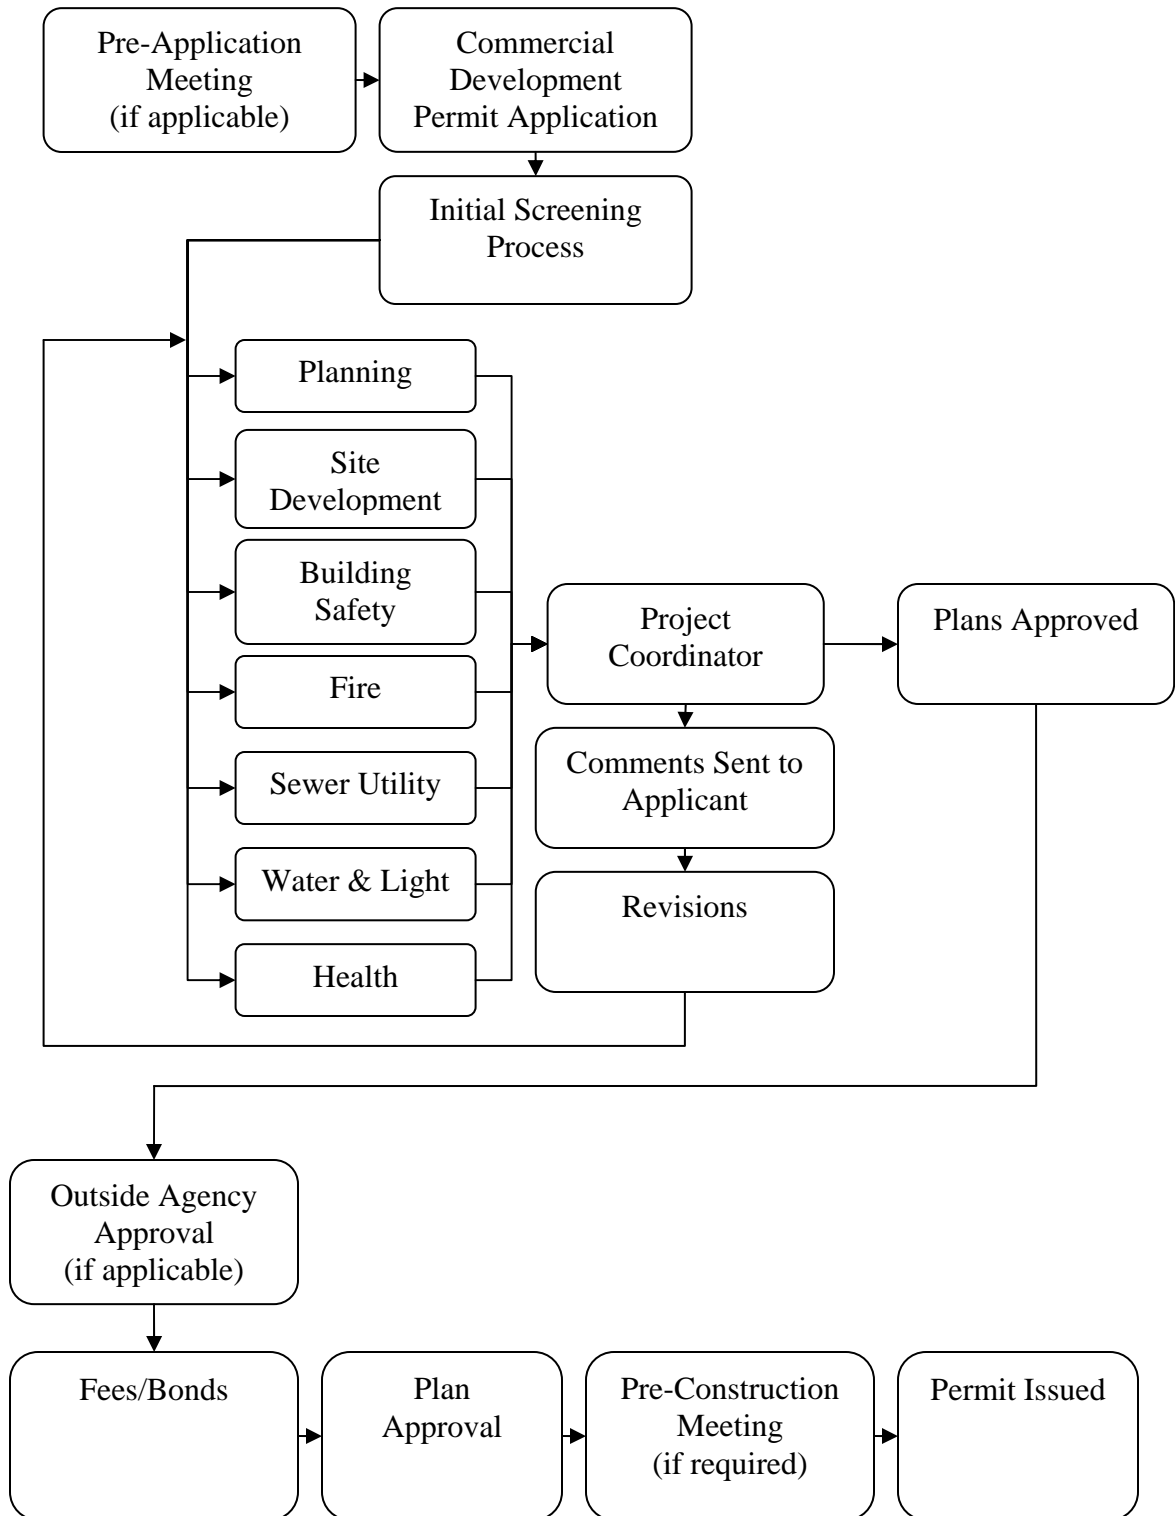 Pre-Application
Meeting
(if applicable)
Commercial
Development
Permit Application
Initial Screening
Process
Planning
Site
Development
Building
Safety
Fire
Sewer Utility
Water & Light
Health
Project
Coordinator
Plans Approved
Comments Sent to
Applicant
Revisions
Outside Agency
Approval
(if applicable)
Fees/Bonds
Plan
Approval
Pre-Construction
Meeting
(if required)
Permit Issued